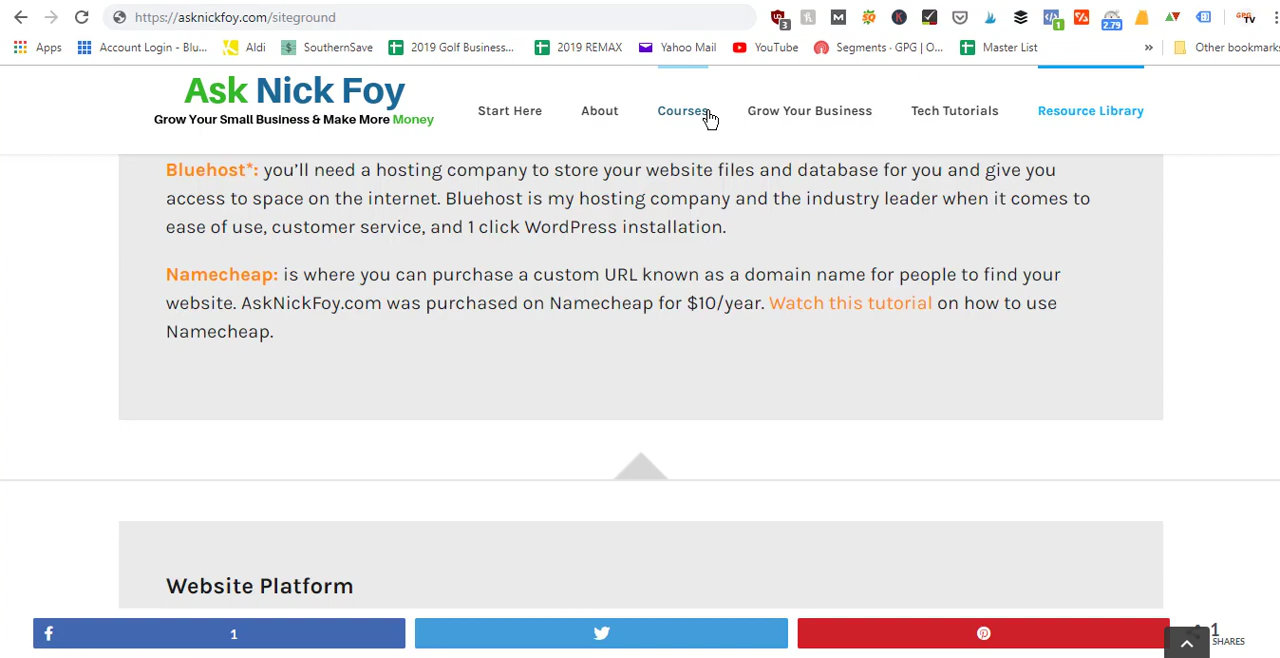 https://asknickfoy.com/siteground
3
1
2.79
GPG
TV
Apps
Account Login - Blu...
Aldi
SouthernSave
2019 Golf Business...
2019 REMAX
Yahoo Mail
YouTube
Segments · GPG | O...
Master List
»
Other bookmarks
Ask Nick Foy
Grow Your Small Business & Make More Money
Start Here
About
Courses
Grow Your Business
Tech Tutorials
Resource Library
Bluehost*: you'll need a hosting company to store your website files and database for you and give you
access to space on the internet. Bluehost is my hosting company and the industry leader when it comes to
ease of use, customer service, and 1 click WordPress installation.
Namecheap: is where you can purchase a custom URL known as a domain name for people to find your
website. AskNickFoy.com was purchased on Namecheap for $10/year. Watch this tutorial on how to use
Namecheap.
Website Platform
1
1
SHARES